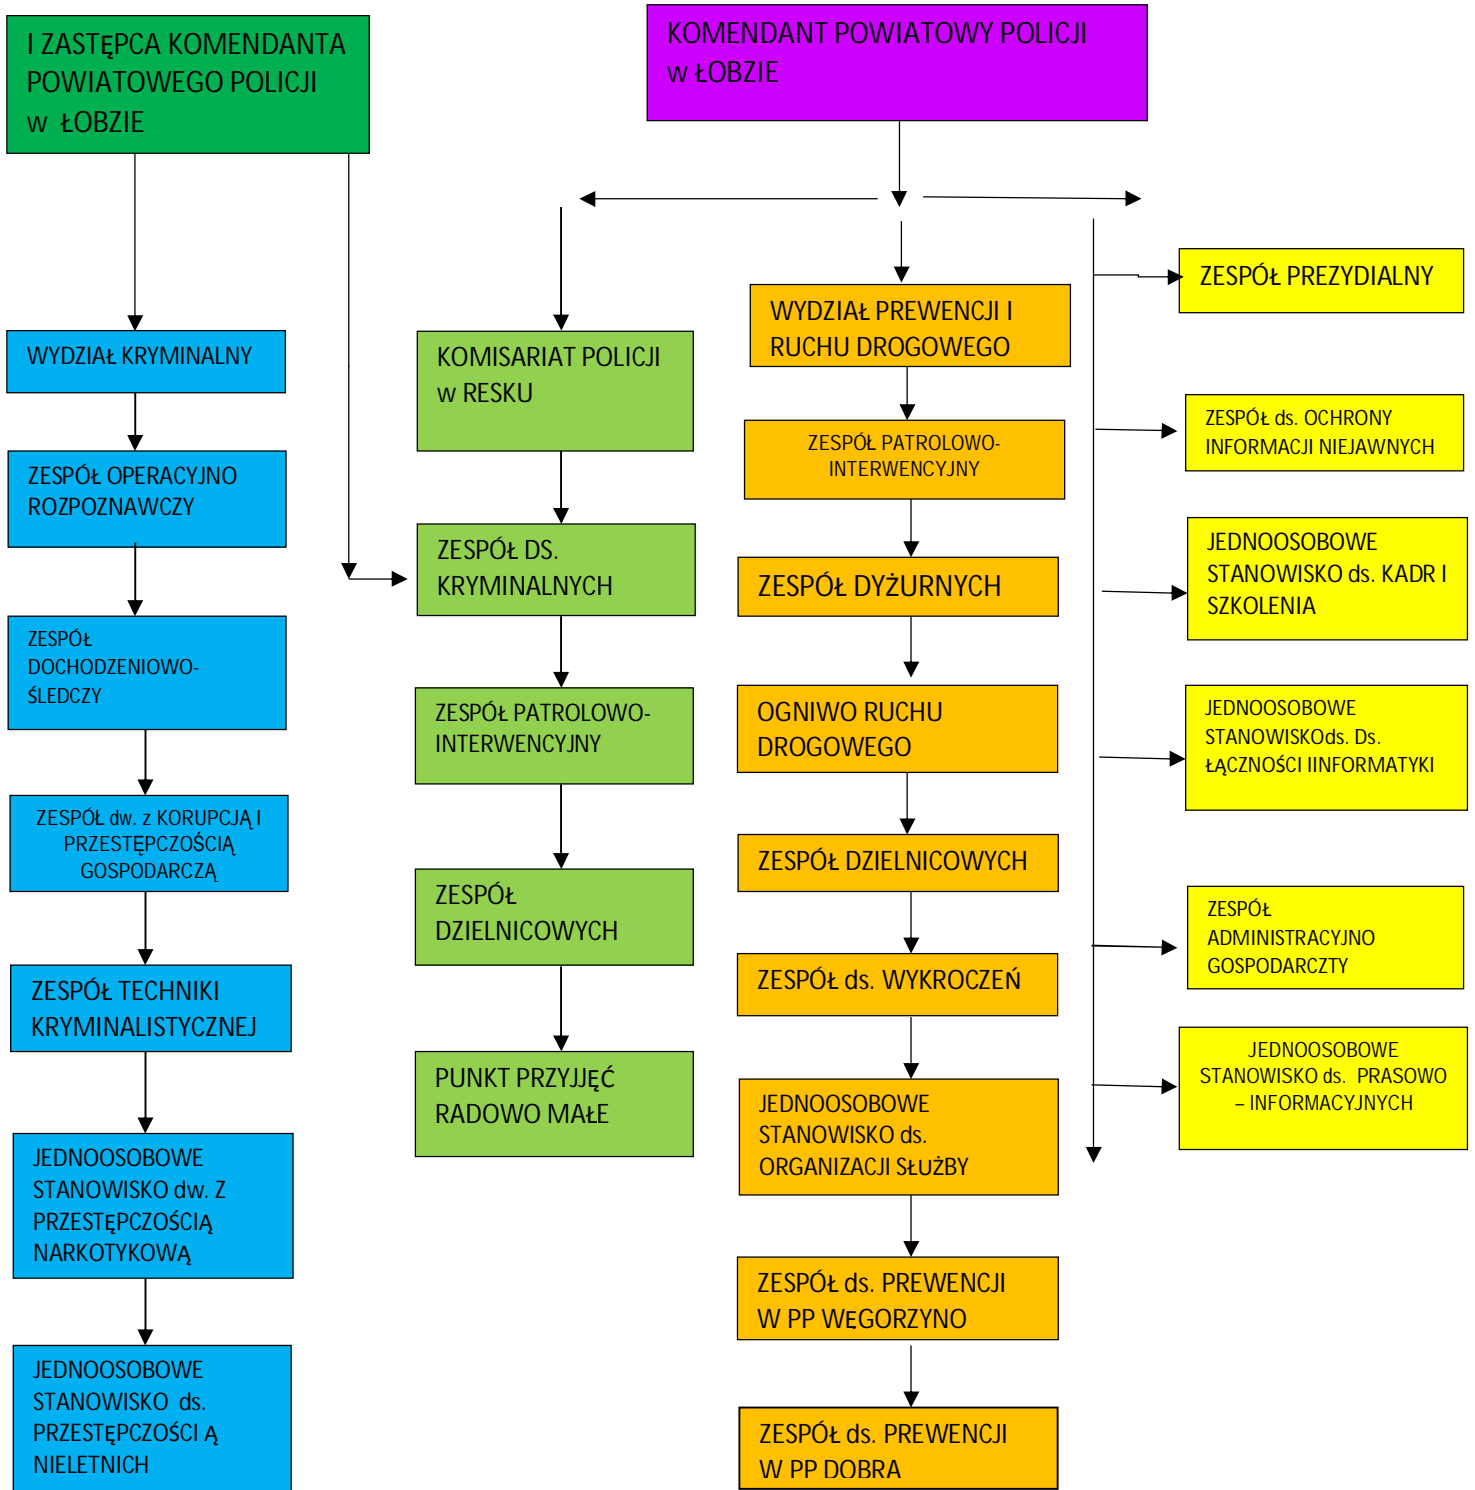 I ZASTĘPCA KOMENDANTA
POWIATOWEGO POLICJI
w ŁOBZIE
KOMENDANT POWIATOWY POLICJI
w ŁOBZIE
WYDZIAŁ KRYMINALNY
ZESPÓŁ OPERACYJNO
ROZPOZNAWCZY
ZESPÓŁ
DOCHODZENIOWO-
ŚLEDCZY
ZESPÓŁ dw. z KORUPCJĄ I
PRZESTĘPCZOŚCIĄ
GOSPODARCZĄ
ZESPÓŁ TECHNIKI
KRYMINALISTYCZNEJ
JEDNOOSOBOWE
STANOWISKO dw. Z
PRZESTĘPCZOŚCIĄ
NARKOTYKOWĄ
JEDNOOSOBOWE
STANOWISKO ds.
PRZESTĘPCZOŚCI Ą
NIELETNICH
KOMISARIAT POLICJI
w RESKU
ZESPÓŁ DS.
KRYMINALNYCH
ZESPÓŁ PATROLOWO-
INTERWENCYJNY
ZESPÓŁ
DZIELNICOWYCH
PUNKT PRZYJJĘĆ
RADOWO MAŁE
WYDZIAŁ PREWENCJI I
RUCHU DROGOWEGO
ZESPÓŁ PATROLOWO-
INTERWENCYJNY
ZESPÓŁ DYŻURNYCH
OGNIWO RUCHU
DROGOWEGO
ZESPÓŁ DZIELNICOWYCH
ZESPÓŁ ds. WYKROCZEŃ
JEDNOOSOBOWE
STANOWISKO ds.
ORGANIZACJI SŁUŻBY
ZESPÓŁ ds. PREWENCJI
W PP WĘGORZYNO
ZESPÓŁ ds. PREWENCJI
W PP DOBRA
ZESPÓŁ PREZYDIALNY
ZESPÓŁ ds. OCHRONY
INFORMACJI NIEJAWNYCH
JEDNOOSOBOWE
STANOWISKO ds. KADR I
SZKOLENIA
JEDNOOSOBOWE
STANOWISKOds. Ds.
ŁĄCZNOŚCI IINFORMATYKI
ZESPÓŁ
ADMINISTRACYJNO
GOSPODARCZTY
JEDNOOSOBOWE
STANOWISKO ds. PRASOWO
– INFORMACYJNYCH